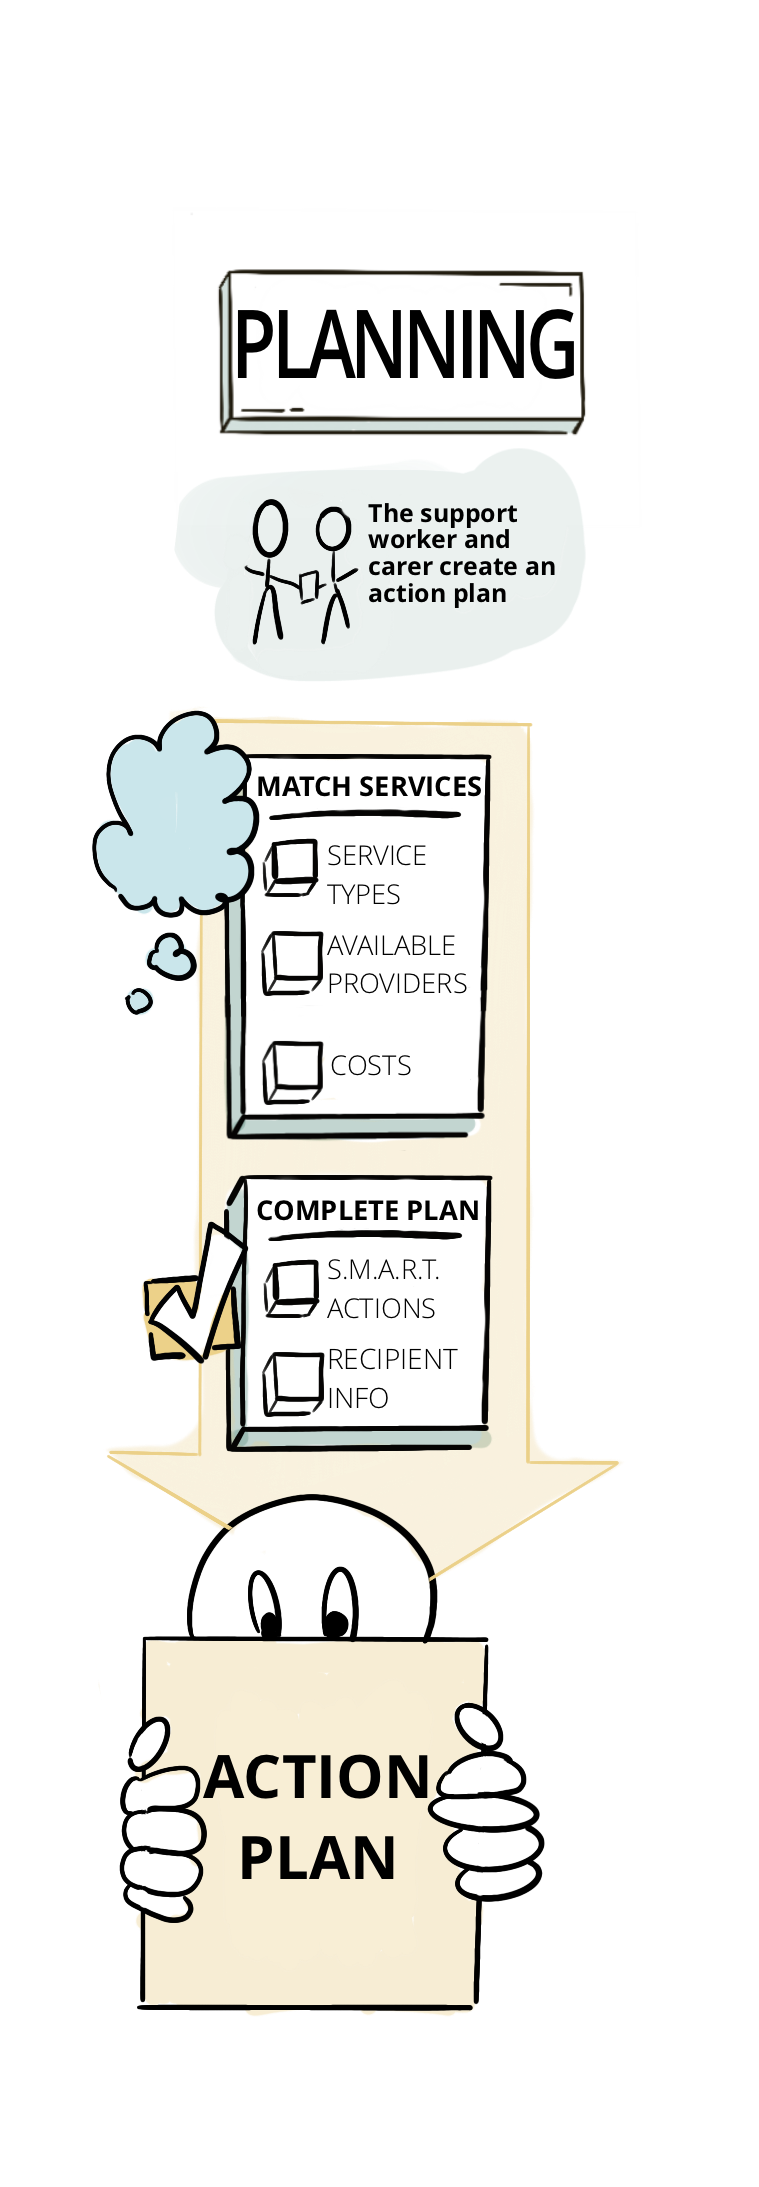 PLANNING
The support
worker and
carer create an
action plan
MATCH SERVICES
SERVICE
TYPES
AVAILABLE
PROVIDERS
COSTS
COMPLETE PLAN
S.M.A.R.T.
ACTIONS
RECIPIENT
INFO
ACTION
PLAN